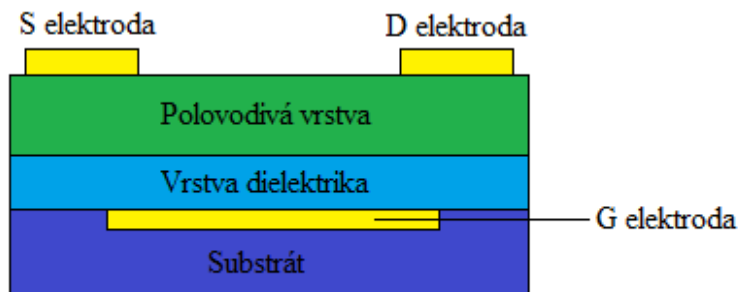 S elektroda
D elektroda
Polovodivá vrstva
Vrstva dielektrika
G elektroda
Substrát